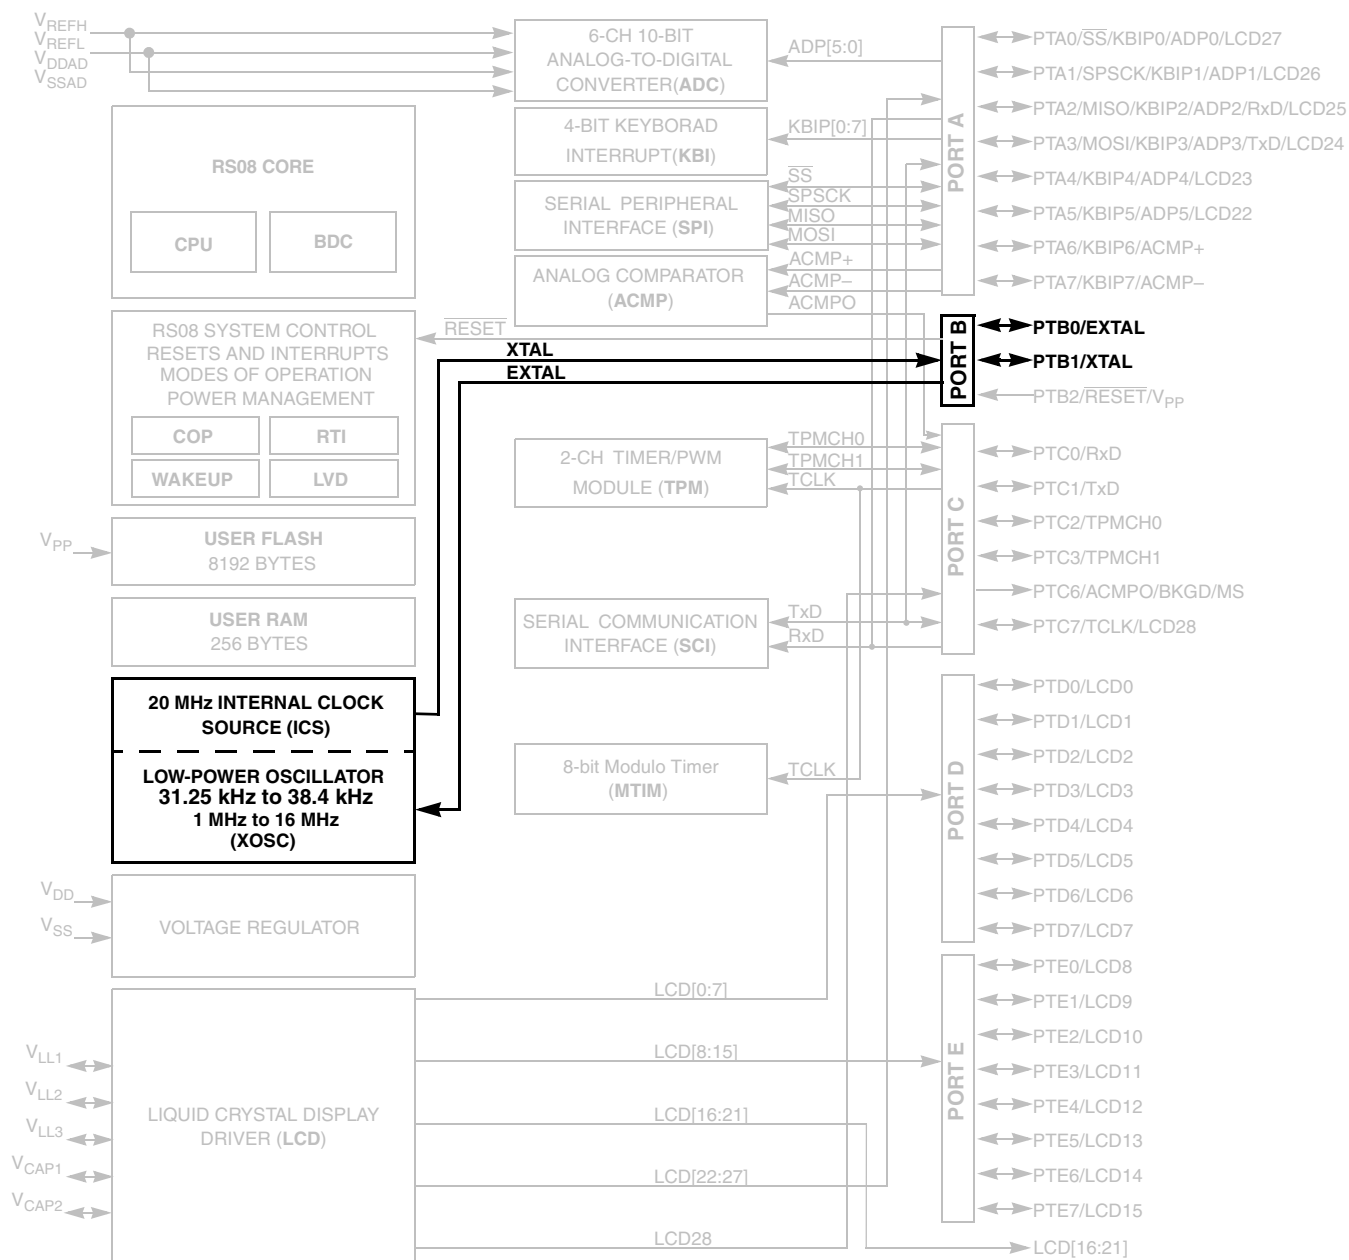 VREFH
VREFL
VDDAD
VSSAD
6-CH 10-BIT
ANALOG-TO-DIGITAL
CONVERTER(ADC)
ADP[5:0]
4-BIT KEYBORAD
INTERRUPT(KBI)
KBIP[0:7]
SERIAL PERIPHERAL
INTERFACE (SPI)
SS
SPSCK
MISO
MOSI
ANALOG COMPARATOR
(ACMP)
ACMP+
ACMP–
ACMPO
PORT A
PTA0/SS/KBIP0/ADP0/LCD27
PTA1/SPSCK/KBIP1/ADP1/LCD26
PTA2/MISO/KBIP2/ADP2/RxD/LCD25
PTA3/MOSI/KBIP3/ADP3/TxD/LCD24
PTA4/KBIP4/ADP4/LCD23
PTA5/KBIP5/ADP5/LCD22
PTA6/KBIP6/ACMP+
PTA7/KBIP7/ACMP–
RS08 CORE
CPU
BDC
RS08 SYSTEM CONTROL
RESETS AND INTERRUPTS
MODES OF OPERATION
POWER MANAGEMENT
COP
RTI
WAKEUP
LVD
RESET
XTAL
EXTAL
PORT B
PTB0/EXTAL
PTB1/XTAL
PTB2/RESET/VPP
2-CH TIMER/PWM
MODULE (TPM)
TPMCH0
TPMCH1
TCLK
PORT C
PTC0/RxD
PTC1/TxD
PTC2/TPMCH0
PTC3/TPMCH1
PTC6/ACMPO/BKGD/MS
PTC7/TCLK/LCD28
VPP
USER FLASH
8192 BYTES
USER RAM
256 BYTES
SERIAL COMMUNICATION
INTERFACE (SCI)
TxD
RxD
20 MHz INTERNAL CLOCK
SOURCE (ICS)
LOW-POWER OSCILLATOR
31.25 kHz to 38.4 kHz
1 MHz to 16 MHz
(XOSC)
8-bit Modulo Timer
(MTIM)
TCLK
PORT D
PTD0/LCD0
PTD1/LCD1
PTD2/LCD2
PTD3/LCD3
PTD4/LCD4
PTD5/LCD5
PTD6/LCD6
PTD7/LCD7
VDD
VSS
VOLTAGE REGULATOR
VLL1
VLL2
VLL3
VCAP1
VCAP2
LIQUID CRYSTAL DISPLAY
DRIVER (LCD)
LCD[0:7]
LCD[8:15]
LCD[16:21]
LCD[22:27]
LCD28
PORT E
PTE0/LCD8
PTE1/LCD9
PTE2/LCD10
PTE3/LCD11
PTE4/LCD12
PTE5/LCD13
PTE6/LCD14
PTE7/LCD15
LCD[16:21]